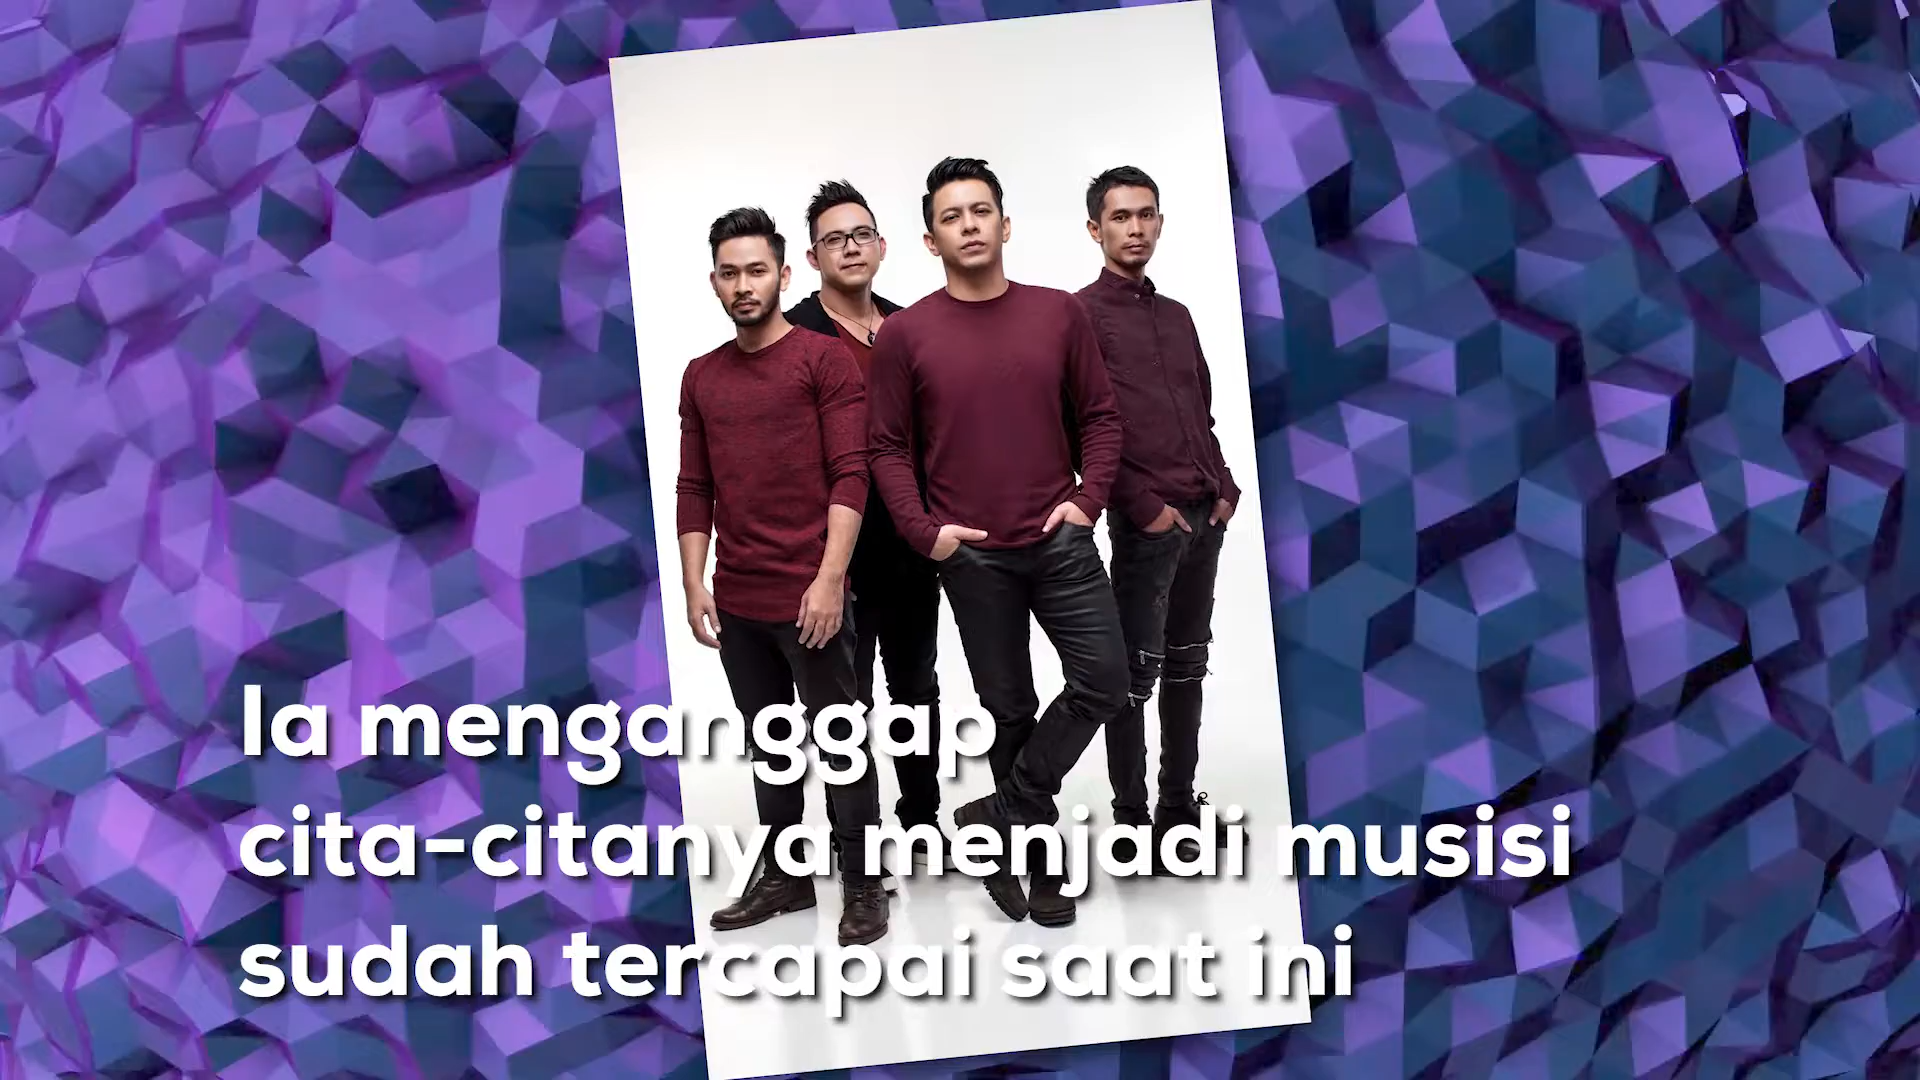 Ia menganggap
cita-citanya menjadi musisi
sudah tercapai saat ini